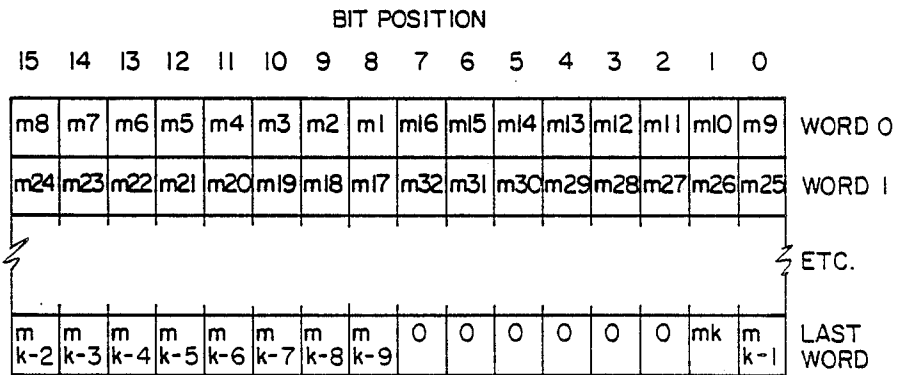 BIT POSITION
15 14 13 12 11 10 9 8 7 6 5 4 3 2 1 0
m8 m7 m6 m5 m4 m3 m2 m1 m16 m15 m14 m13 m12 m11 m10 m9 WORD 0
m24 m23 m22 m21 m20 m19 m18 m17 m32 m31 m30 m29 m28 m27 m26 m25 WORD 1
ETC.
m m m m m m m m 0 0 0 0 0 0 mk m LAST
k-2 k-3 k-4 k-5 k-6 k-7 k-8 k-9 k-1 WORD